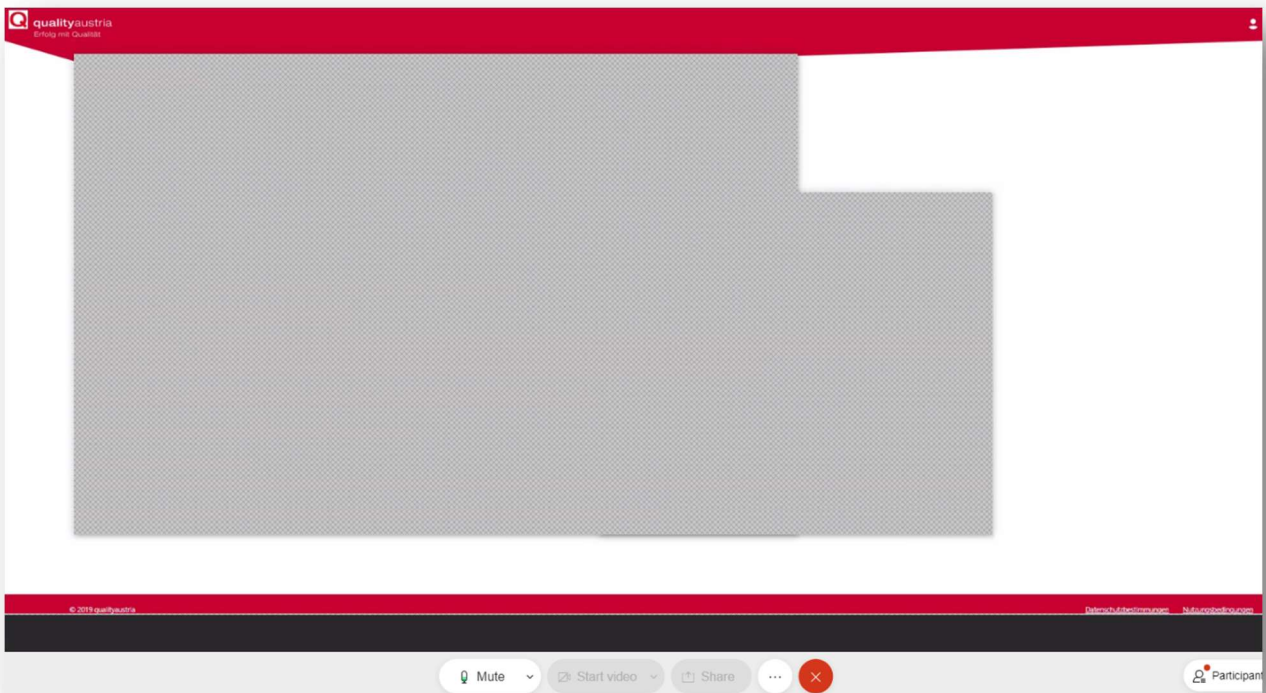 qualityaustria
Erfolg mit Qualität
© 2019 qualityaustria
Datenschutzbestimmungen Nutzungsbedingungen
Mute Start video Share Participant